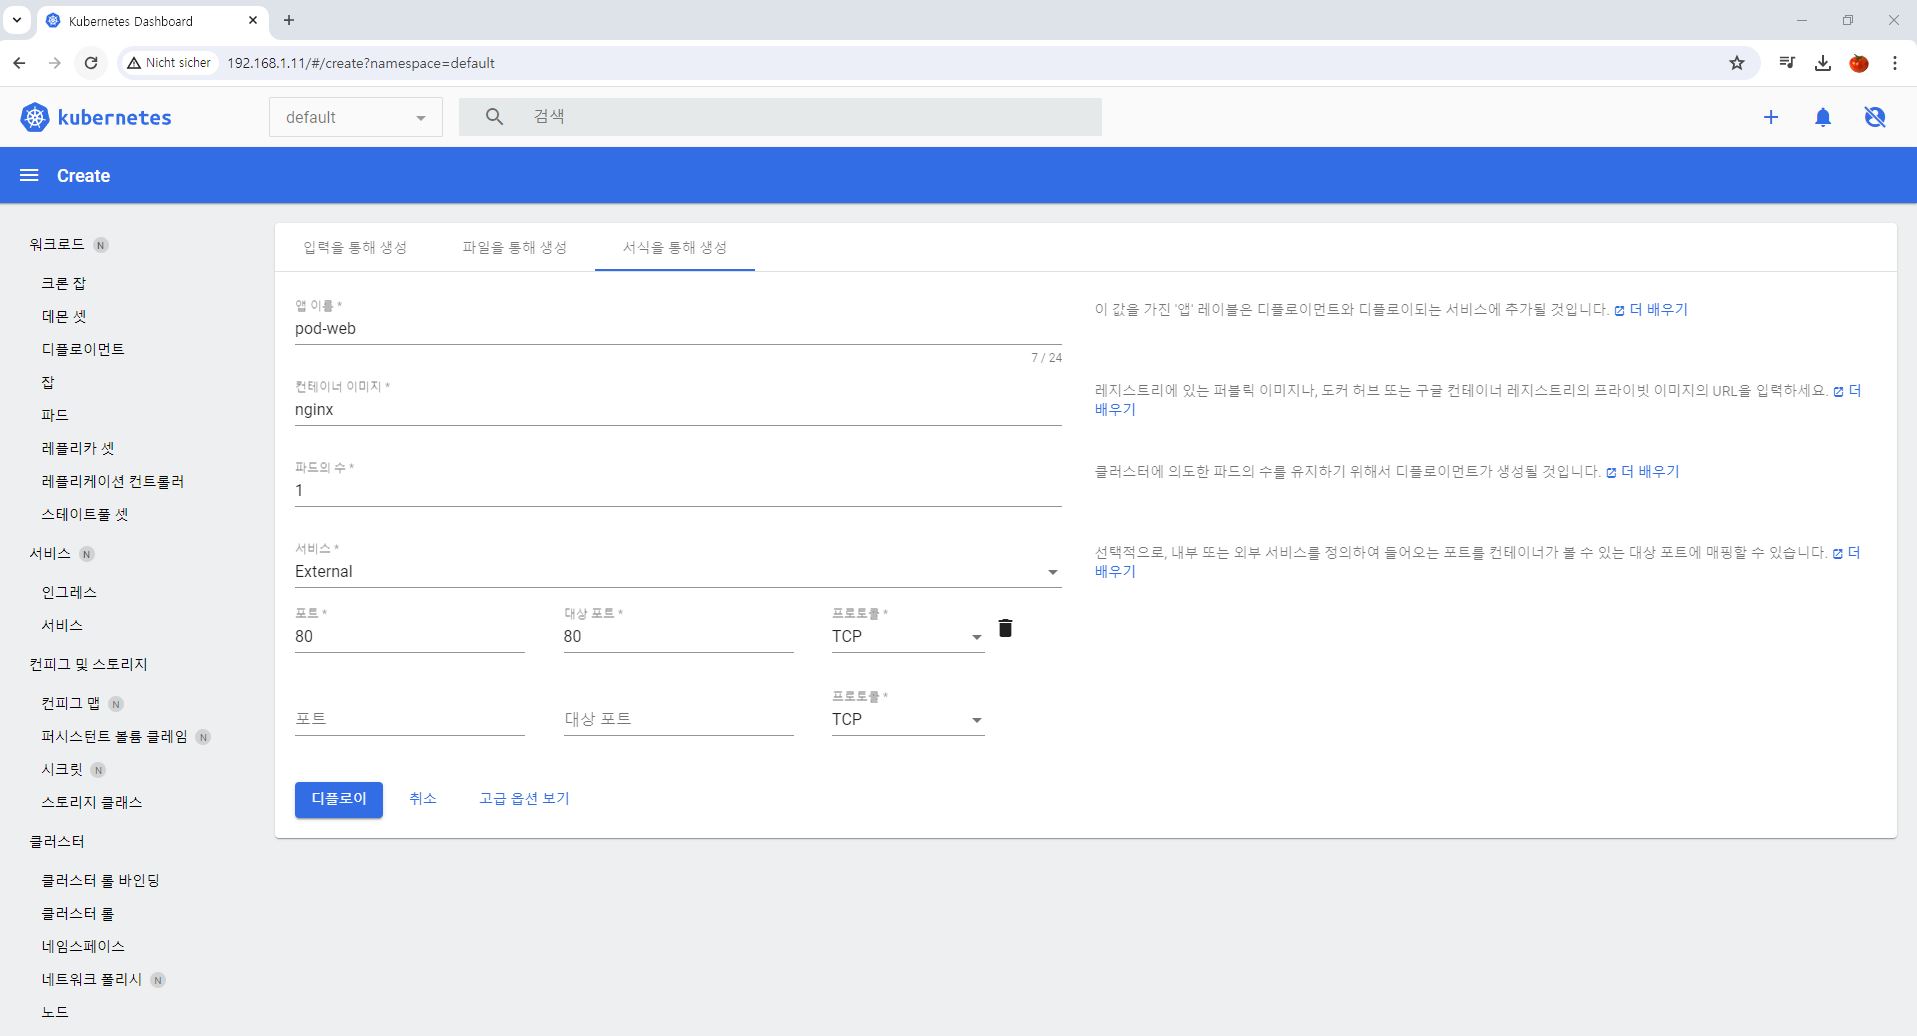 Kubernetes Dashboard
Nicht sicher
192.168.1.11/#/create?namespace=default
kubernetes
default
검색
Create
워크로드 N
크론 잡
데몬 셋
디플로이먼트
잡
파드
레플리카 셋
레플리케이션 컨트롤러
스테이트풀 셋
서비스 N
인그레스
서비스
컨피그 및 스토리지
컨피그 맵 N
퍼시스턴트 볼륨 클레임 N
시크릿 N
스토리지 클래스
클러스터
클러스터 롤 바인딩
클러스터 롤
네임스페이스
네트워크 폴리시 N
노드
입력을 통해 생성
파일을 통해 생성
서식을 통해 생성
앱 이름 *
pod-web
7 / 24
이 값을 가진 '앱' 레이블은 디플로이먼트와 디플로이되는 서비스에 추가될 것입니다. 더 배우기
컨테이너 이미지 *
nginx
레지스트리에 있는 퍼블릭 이미지나, 도커 허브 또는 구글 컨테이너 레지스트리의 프라이빗 이미지의 URL을 입력하세요. 더
배우기
파드의 수 *
1
클러스터에 의도한 파드의 수를 유지하기 위해서 디플로이먼트가 생성될 것입니다. 더 배우기
서비스 *
External
선택적으로, 내부 또는 외부 서비스를 정의하여 들어오는 포트를 컨테이너가 볼 수 있는 대상 포트에 매핑할 수 있습니다. 더
배우기
포트 *
80
대상 포트 *
80
프로토콜 *
TCP
포트
대상 포트
프로토콜 *
TCP
디플로이
취소
고급 옵션 보기